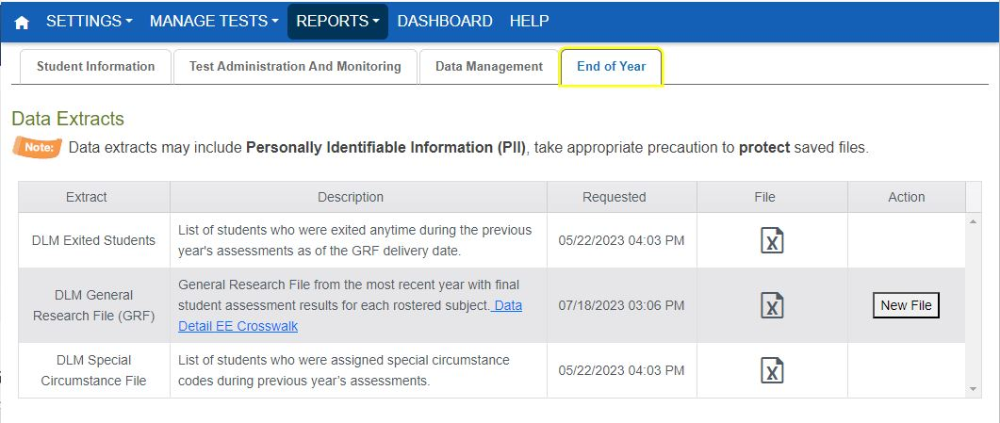 SETTINGS MANAGE TESTS REPORTS DASHBOARD HELP
Student Information Test Administration And Monitoring Data Management End of Year
Data Extracts
Note: Data extracts may include Personally Identifiable Information (PII), take appropriate precaution to protect saved files.
Extract Description Requested File Action
DLM Exited Students
List of students who were exited anytime during the previous
year's assessments as of the GRF delivery date.
05/22/2023 04:03 PM
X
DLM General
Research File (GRF)
General Research File from the most recent year with final
student assessment results for each rostered subject. Data
Detail EE Crosswalk
07/18/2023 03:06 PM
X
New File
DLM Special
Circumstance File
List of students who were assigned special circumstance
codes during previous year’s assessments.
05/22/2023 04:03 PM
X